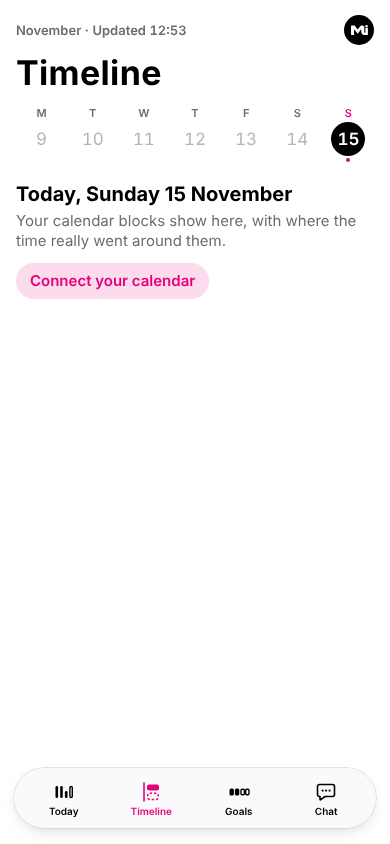 November · Updated 12:53
Mi
Timeline
M T W T F S S
9 10 11 12 13 14 15
Today, Sunday 15 November
Your calendar blocks show here, with where the
time really went around them.
Connect your calendar
Today Timeline Goals Chat